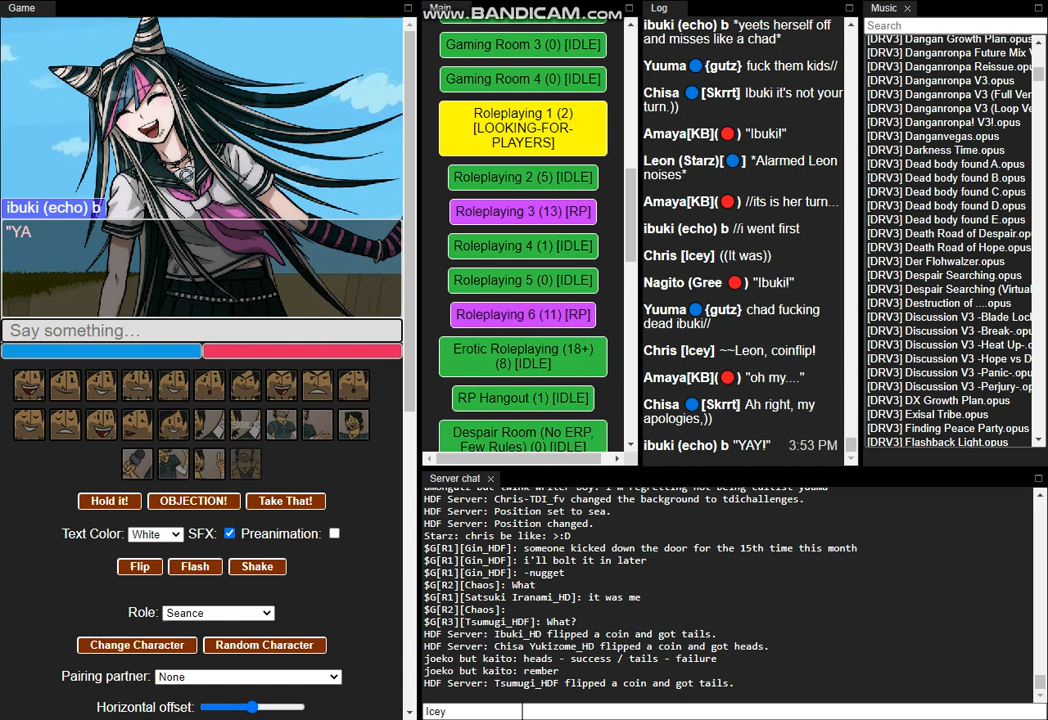 Game
ibuki (echo) b
"YA
Say something…
Hold it!
OBJECTION!
Take That!
Text Color:
White
SFX:
Preanimation:
Flip
Flash
Shake
Role:
Seance
Change Character
Random Character
Pairing partner:
None
Horizontal offset:
Main
www.BANDICAM.com
Gaming Room 3 (0) [IDLE]
Gaming Room 4 (0) [IDLE]
Roleplaying 1 (2)
[LOOKING-FOR-
PLAYERS]
Roleplaying 2 (5) [IDLE]
Roleplaying 3 (13) [RP]
Roleplaying 4 (1) [IDLE]
Roleplaying 5 (0) [IDLE]
Roleplaying 6 (11) [RP]
Erotic Roleplaying (18+)
(8) [IDLE]
RP Hangout (1) [IDLE]
Despair Room (No ERP,
Few Rules) (0) [IDLE]
Log
ibuki (echo) b *yeets herself off
and misses like a chad*
Yuuma 🔵{gutz} fuck them kids//
Chisa 🔵[Skrrt] Ibuki it's not your
turn.))
Amaya[KB](🔴) "Ibuki!"
Leon (Starz)[🔵] *Alarmed Leon
noises*
Amaya[KB](🔴) //its is her turn...
ibuki (echo) b //i went first
Chris [Icey] ((It was))
Nagito (Gree 🔴) "Ibuki!"
Yuuma 🔵{gutz} chad fucking
dead ibuki//
Chris [Icey] ~~Leon, coinflip!
Amaya[KB](🔴) "oh my...."
Chisa 🔵[Skrrt] Ah right, my
apologies,))
ibuki (echo) b "YAY!" 3:53 PM
Music
Search
[DRV3] Dangan Growth Plan.opus
[DRV3] Danganronpa Future Mix V
[DRV3] Danganronpa Reissue.opus
[DRV3] Danganronpa V3.opus
[DRV3] Danganronpa V3 (Full Ver
[DRV3] Danganronpa V3 (Loop Ve
[DRV3] Danganronpa! V3!.opus
[DRV3] Danganvegas.opus
[DRV3] Darkness Time.opus
[DRV3] Dead body found A.opus
[DRV3] Dead body found B.opus
[DRV3] Dead body found C.opus
[DRV3] Dead body found D.opus
[DRV3] Dead body found E.opus
[DRV3] Death Road of Despair.opu
[DRV3] Death Road of Hope.opus
[DRV3] Der Flohwalzer.opus
[DRV3] Despair Searching.opus
[DRV3] Despair Searching (Virtual
[DRV3] Destruction of ....opus
[DRV3] Discussion V3 -Blade Lock
[DRV3] Discussion V3 -Break-.opu
[DRV3] Discussion V3 -Heat Up-.o
[DRV3] Discussion V3 -Hope vs D
[DRV3] Discussion V3 -Panic-.opus
[DRV3] Discussion V3 -Perjury-.op
[DRV3] DX Growth Plan.opus
[DRV3] Exisal Tribe.opus
[DRV3] Finding Peace Party.opus
[DRV3] Flashback Light.opus
Server chat
HDF Server: Chris-TDI_fv changed the background to tdichallenges.
HDF Server: Position set to sea.
HDF Server: Position changed.
Starz: chris be like: >:D
$G[R1][Gin_HDF]: someone kicked down the door for the 15th time this month
$G[R1][Gin_HDF]: i'll bolt it in later
$G[R1][Gin_HDF]: -nugget
$G[R2][Chaos]: What
$G[R1][Satsuki Iranami_HD]: it was me
$G[R2][Chaos]:
$G[R3][Tsumugi_HDF]: What?
HDF Server: Ibuki_HD flipped a coin and got tails.
HDF Server: Chisa Yukizome_HD flipped a coin and got heads.
joeko but kaito: heads - success / tails - failure
joeko but kaito: rember
HDF Server: Tsumugi_HDF flipped a coin and got tails.
Icey